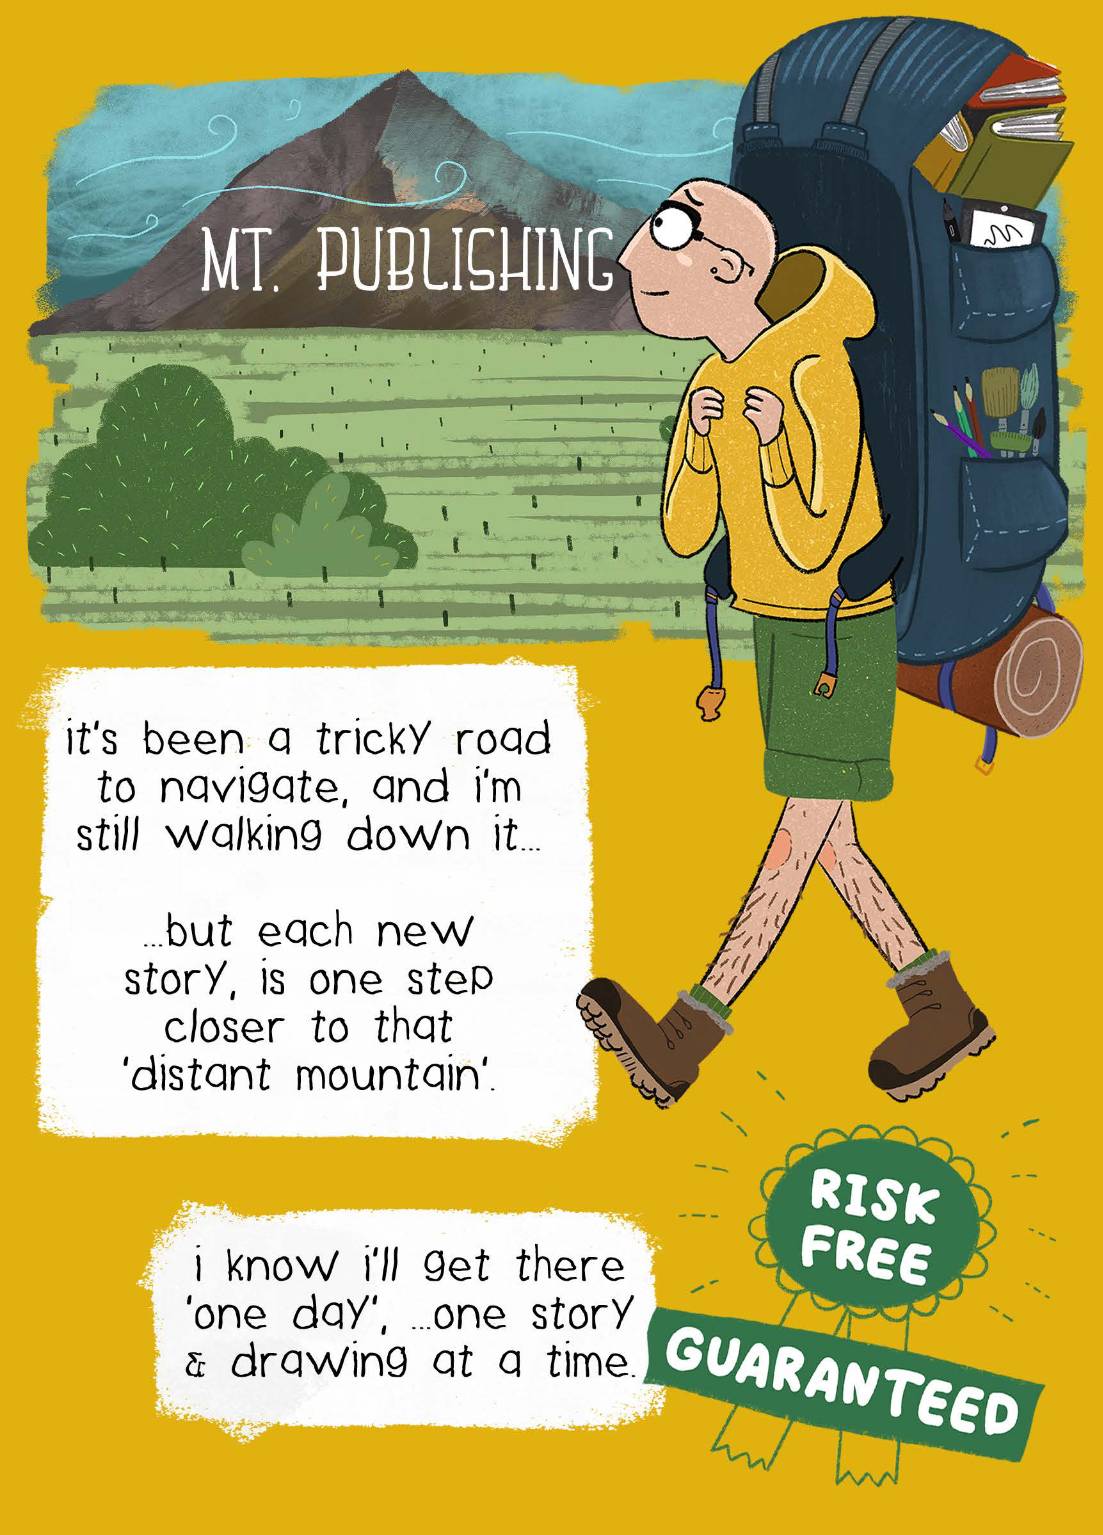 MT. PUBLISHING
it's been a tricky road
to navigate, and i'm
still walking down it...
...but each new
story, is one step
closer to that
'distant mountain'.
i know i'll get there
'one day', ...one story
& drawing at a time.
RISK
FREE
GUARANTEED